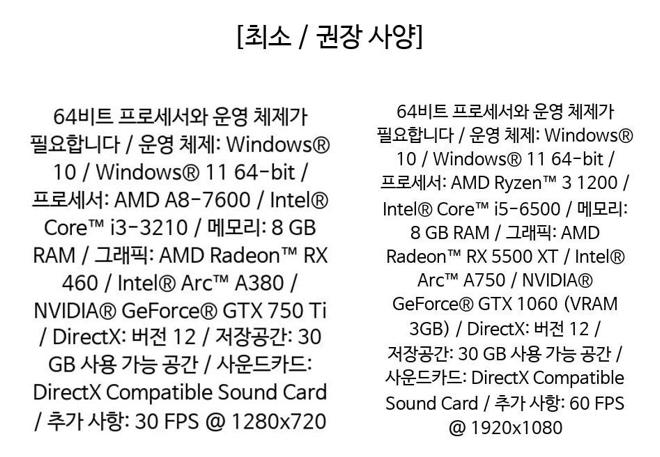 [최소 / 권장 사양]
64비트 프로세서와 운영 체제가
필요합니다 / 운영 체제: Windows®
10 / Windows® 11 64-bit /
프로세서: AMD A8-7600 / Intel®
Core™ i3-3210 / 메모리: 8 GB
RAM / 그래픽: AMD Radeon™ RX
460 / Intel® Arc™ A380 /
NVIDIA® GeForce® GTX 750 Ti
/ DirectX: 버전 12 / 저장공간: 30
GB 사용 가능 공간 / 사운드카드:
DirectX Compatible Sound Card
/ 추가 사항: 30 FPS @ 1280x720
64비트 프로세서와 운영 체제가
필요합니다 / 운영 체제: Windows®
10 / Windows® 11 64-bit /
프로세서: AMD Ryzen™ 3 1200 /
Intel® Core™ i5-6500 / 메모리:
8 GB RAM / 그래픽: AMD
Radeon™ RX 5500 XT / Intel®
Arc™ A750 / NVIDIA®
GeForce® GTX 1060 (VRAM
3GB) / DirectX: 버전 12 /
저장공간: 30 GB 사용 가능 공간 /
사운드카드: DirectX Compatible
Sound Card / 추가 사항: 60 FPS
@ 1920x1080